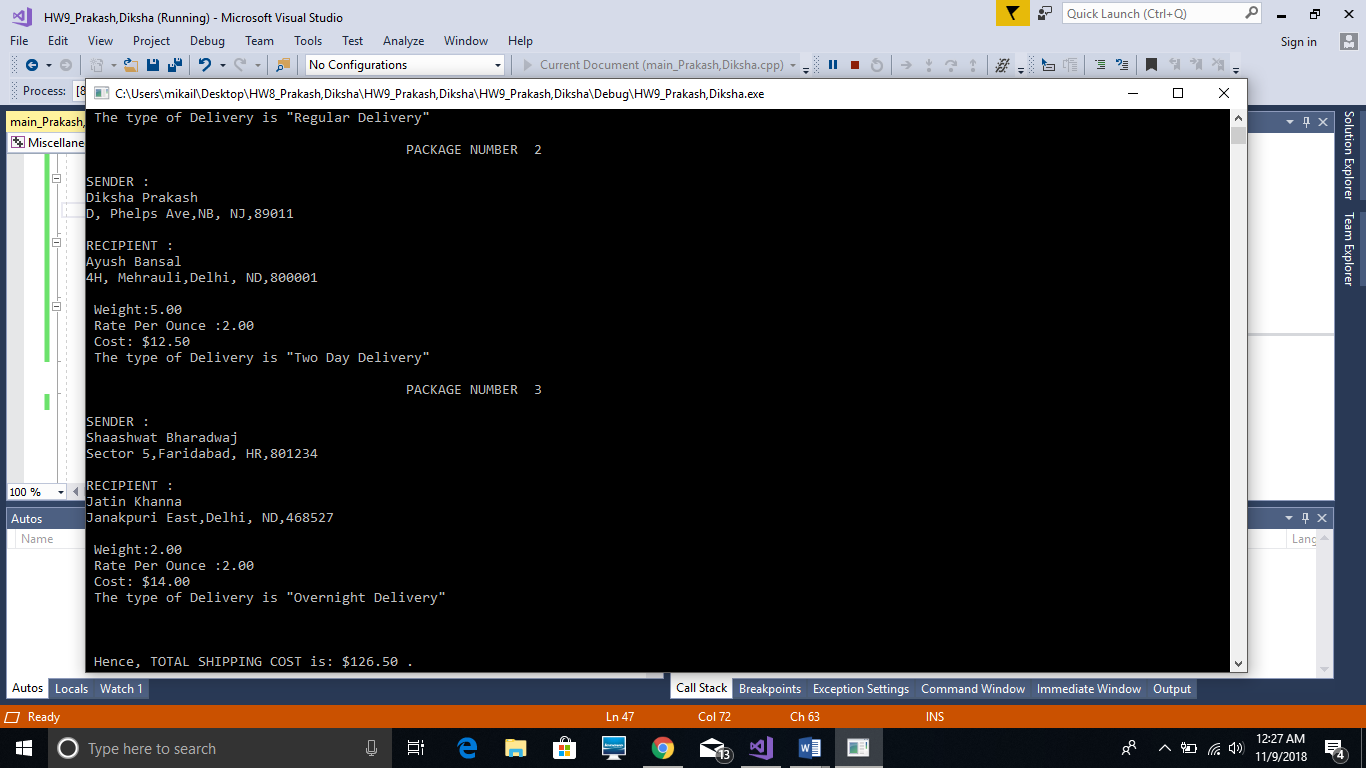 HW9_Prakash,Diksha (Running) - Microsoft Visual Studio
Quick Launch (Ctrl+Q)
File Edit View Project Debug Team Tools Test Analyze Window Help
Sign in
No Configurations
Current Document (main_Prakash,Diksha.cpp)
Process: [8
C:\Users\mikail\Desktop\HW8_Prakash,Diksha\HW9_Prakash,Diksha\HW9_Prakash,Diksha\Debug\HW9_Prakash,Diksha.exe
main_Prakash,
Miscellane
The type of Delivery is "Regular Delivery"
PACKAGE NUMBER 2
SENDER :
Diksha Prakash
D, Phelps Ave,NB, NJ,89011
RECIPIENT :
Ayush Bansal
4H, Mehrauli,Delhi, ND,800001
Weight:5.00
Rate Per Ounce :2.00
Cost: $12.50
The type of Delivery is "Two Day Delivery"
PACKAGE NUMBER 3
SENDER :
Shaashwat Bharadwaj
Sector 5,Faridabad, HR,801234
RECIPIENT :
Jatin Khanna
Janakpuri East,Delhi, ND,468527
Weight:2.00
Rate Per Ounce :2.00
Cost: $14.00
The type of Delivery is "Overnight Delivery"
Hence, TOTAL SHIPPING COST is: $126.50 .
Solution Explorer
Team Explorer
100 %
Autos
Name
Lang
Autos Locals Watch 1
Call Stack Breakpoints Exception Settings Command Window Immediate Window Output
Ready
Ln 47 Col 72 Ch 63 INS
Type here to search
lenovo
13
12:27 AM
11/9/2018
4